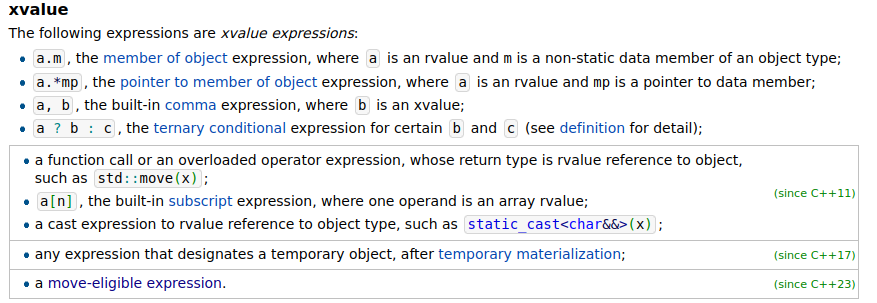 xvalue
The following expressions are xvalue expressions:
• a.m, the member of object expression, where a is an rvalue and m is a non-static data member of an object type;
• a.*mp, the pointer to member of object expression, where a is an rvalue and mp is a pointer to data member;
• a, b, the built-in comma expression, where b is an xvalue;
• a ? b : c, the ternary conditional expression for certain b and c (see definition for detail);
• a function call or an overloaded operator expression, whose return type is rvalue reference to object,
such as std::move(x);
• a[n], the built-in subscript expression, where one operand is an array rvalue;
• a cast expression to rvalue reference to object type, such as static_cast<char&&>(x);
(since C++11)
• any expression that designates a temporary object, after temporary materialization;
(since C++17)
• a move-eligible expression.
(since C++23)